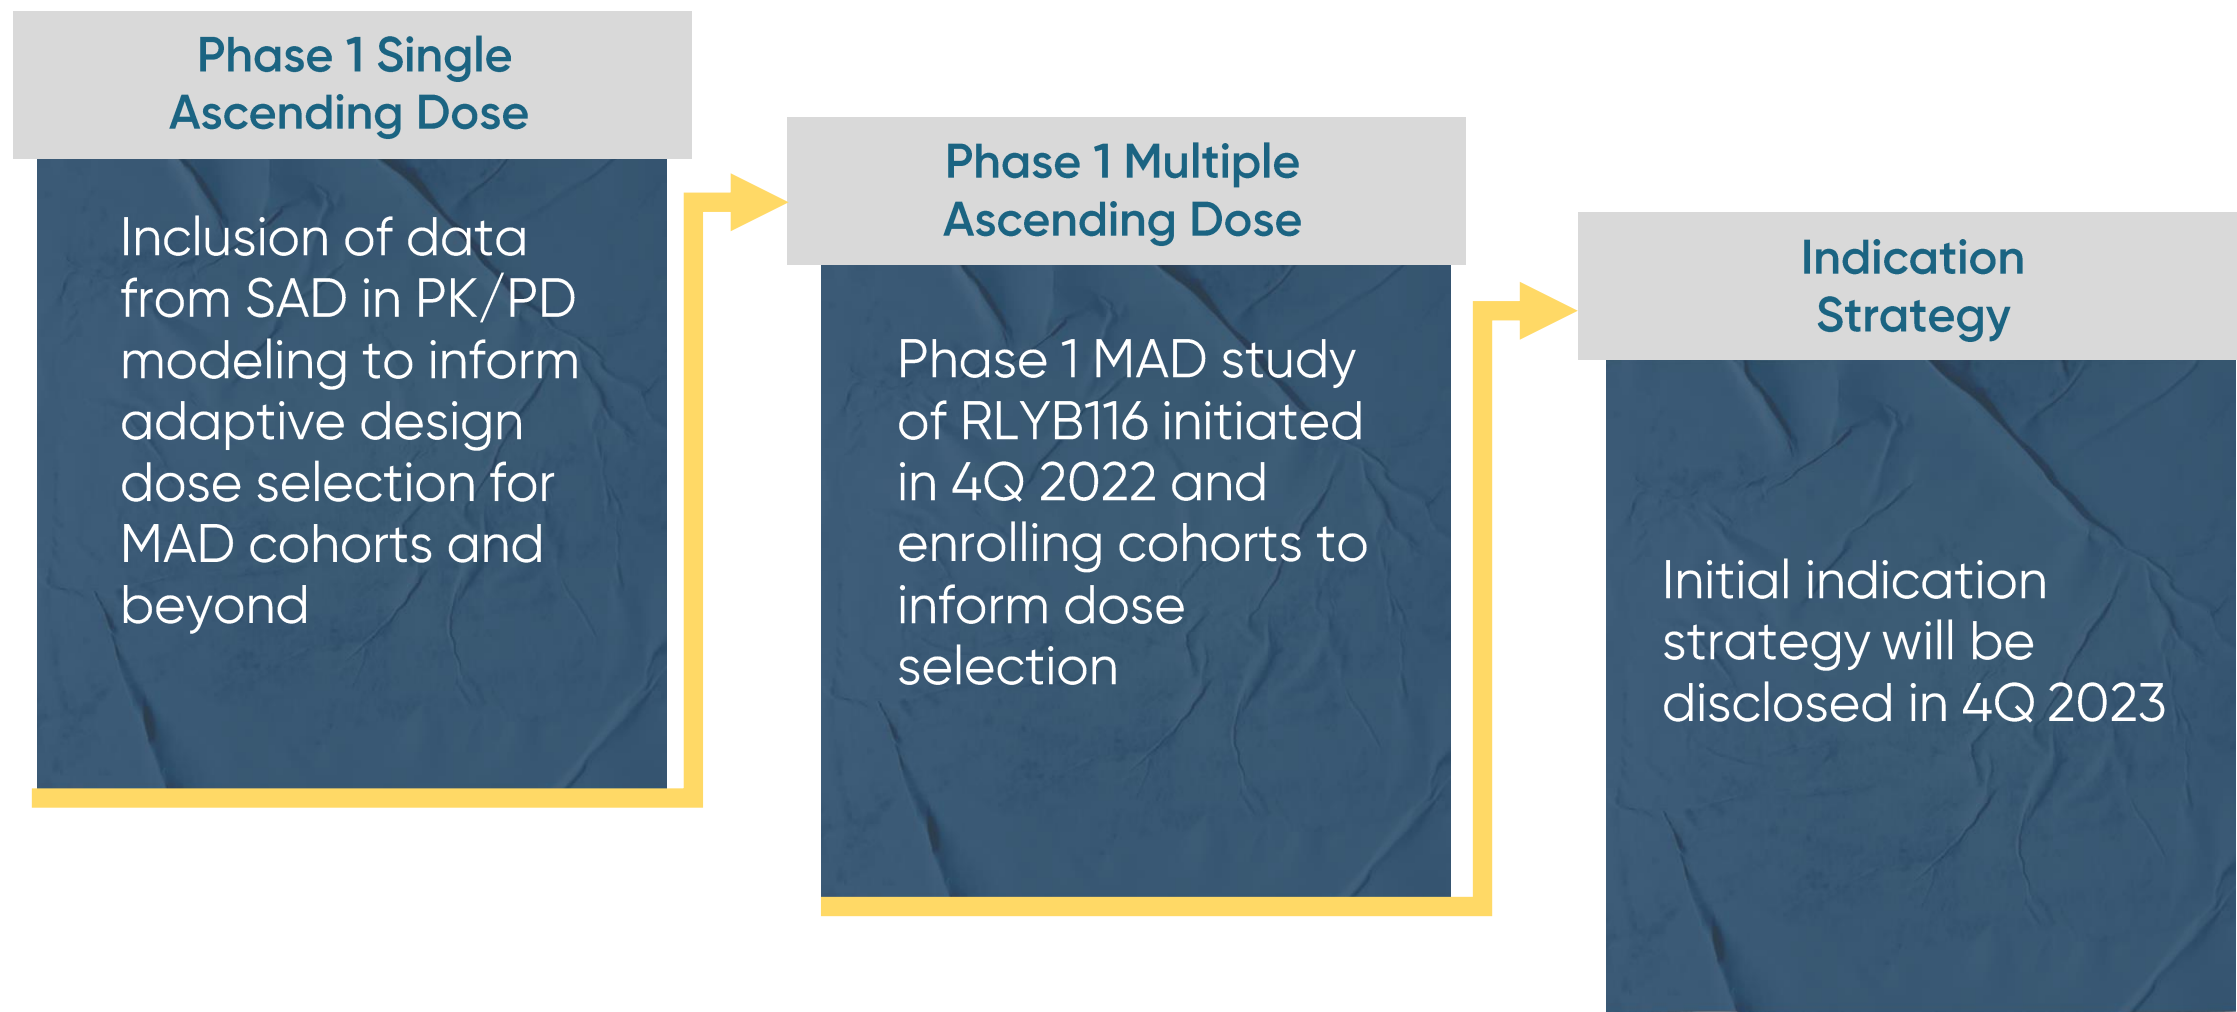 Phase 1 Single
Ascending Dose
Inclusion of data
from SAD in PK/PD
modeling to inform
adaptive design
dose selection for
MAD cohorts and
beyond
Phase 1 Multiple
Ascending Dose
Phase 1 MAD study
of RLYB116 initiated
in 4Q 2022 and
enrolling cohorts to
inform dose
selection
Indication
Strategy
Initial indication
strategy will be
disclosed in 4Q 2023